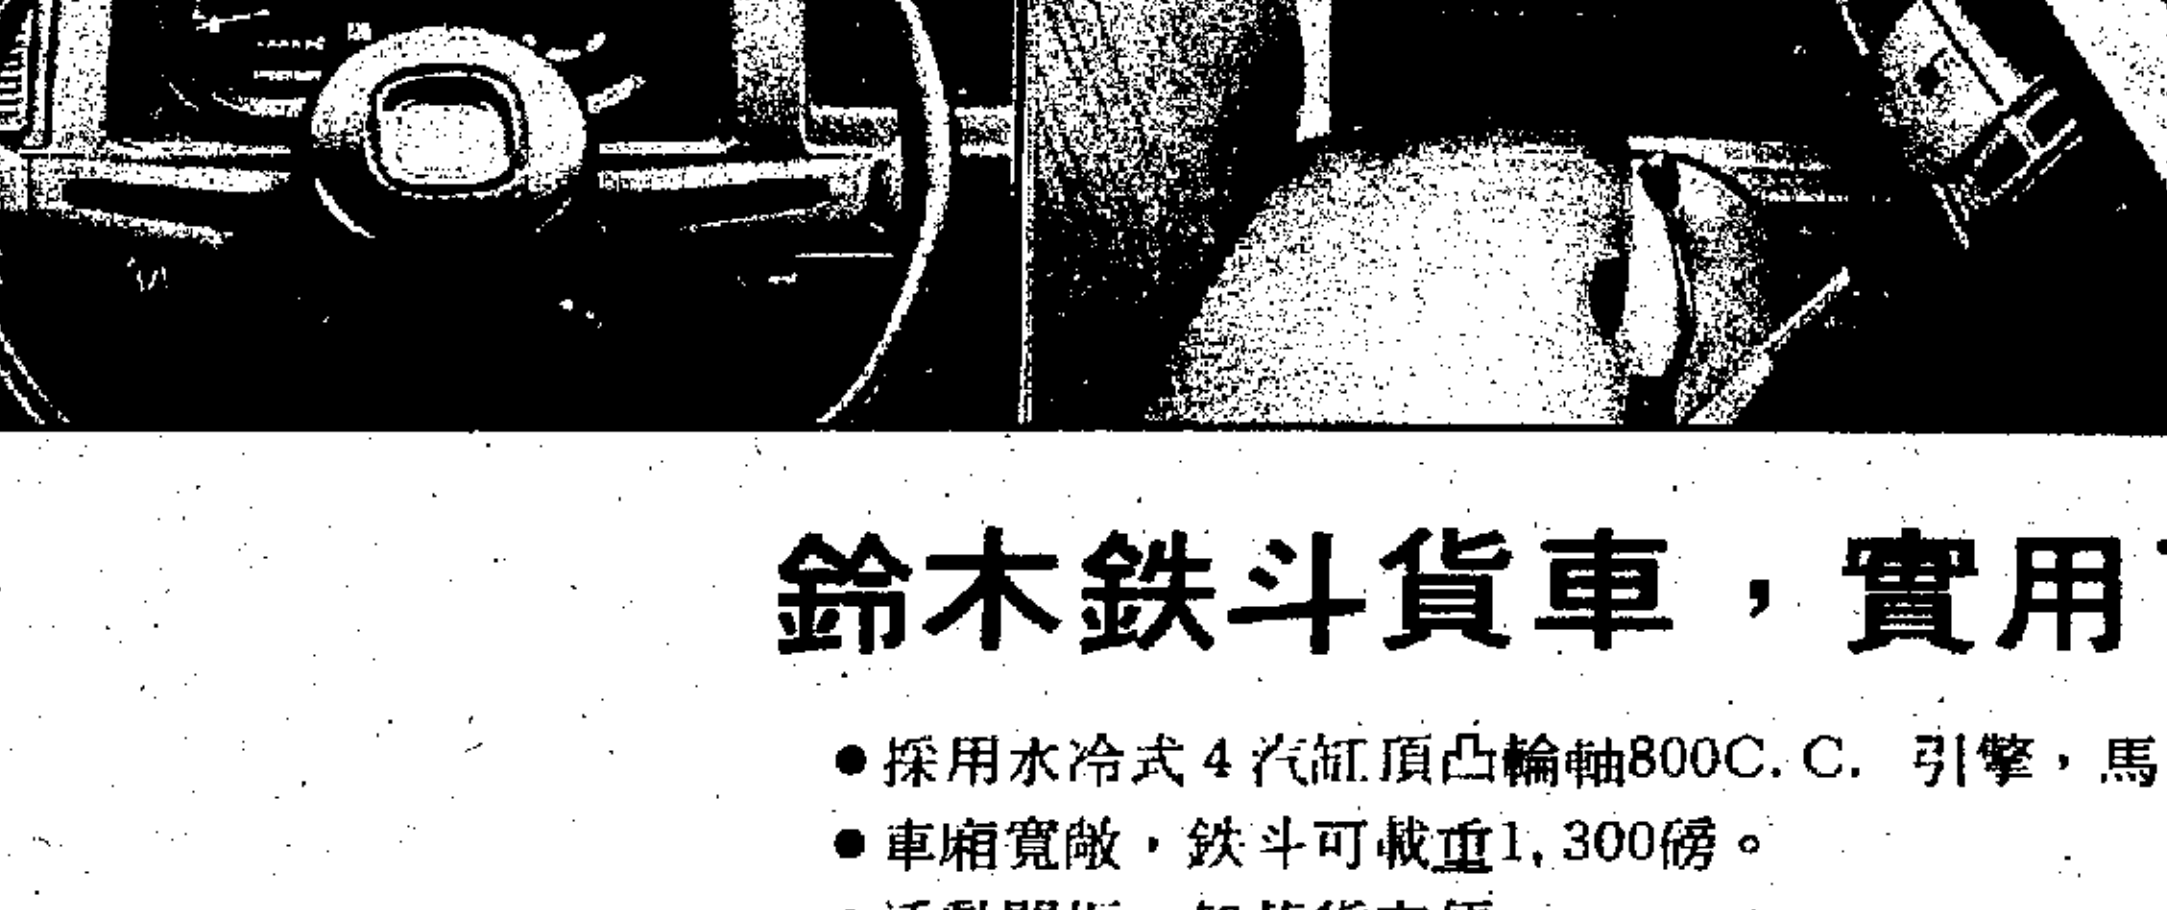 鈴木鉄斗貨車，實用
●採用水冷式4汽缸頂凸輪軸800C.C. 引擎，馬
●車廂寬敞，鉄斗可載重1,300磅。